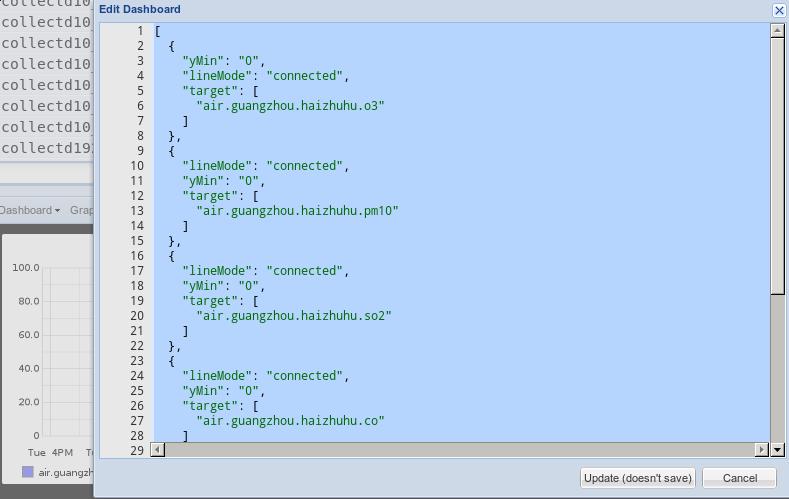 collectd10
collectd10
collectd10
collectd10
collectd10
collectd10
collectd10
collectd19
Dashboard Grap
100.0
80.0
60.0
40.0
20.0
0
Tue 4PM
air.guangzh
Edit Dashboard
1 [
2 {
3 "yMin": "0",
4 "lineMode": "connected",
5 "target": [
6 "air.guangzhou.haizhuhu.o3"
7 ]
8 },
9 {
10 "lineMode": "connected",
11 "yMin": "0",
12 "target": [
13 "air.guangzhou.haizhuhu.pm10"
14 ]
15 },
16 {
17 "lineMode": "connected",
18 "yMin": "0",
19 "target": [
20 "air.guangzhou.haizhuhu.so2"
21 ]
22 },
23 {
24 "lineMode": "connected",
25 "yMin": "0",
26 "target": [
27 "air.guangzhou.haizhuhu.co"
28 ]
29
Update (doesn't save) Cancel